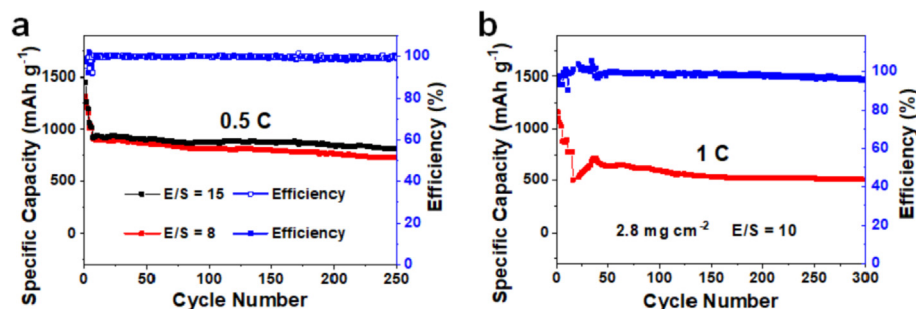 a
Specific Capacity (mAh g⁻¹)
1500
1000
500
0
0.5 C
E/S = 15
Efficiency
E/S = 8
Efficiency
0
50
100
150
200
250
Cycle Number
100
80
60
40
20
0
Efficiency (%)
b
Specific Capacity (mAh g⁻¹)
1500
1000
500
0
1 C
2.8 mg cm⁻² E/S = 10
0
50
100
150
200
250
300
Cycle Number
100
80
60
40
20
0
Efficiency (%)